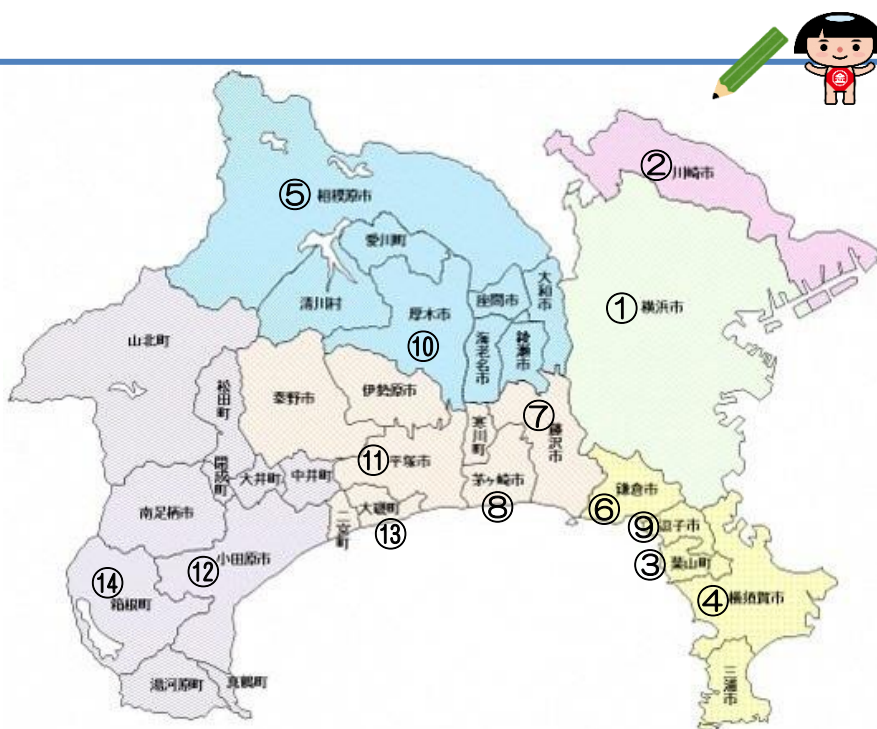 金
② 川崎市
⑤ 相模原市
愛川町
大和市
座間市
清川村
厚木市
① 横浜市
⑩
海老名市
綾瀬市
山北町
松田町
秦野市
伊勢原市
⑦ 藤沢市
寒川町
⑪ 平塚市
開成町
大井町
中井町
茅ヶ崎市
⑧
鎌倉市
⑥
南足柄市
二宮町
大磯町
⑬
⑨ 逗子市
③ 葉山町
⑫ 小田原市
⑭ 箱根町
④ 横須賀市
湯河原町
真鶴町
三浦市